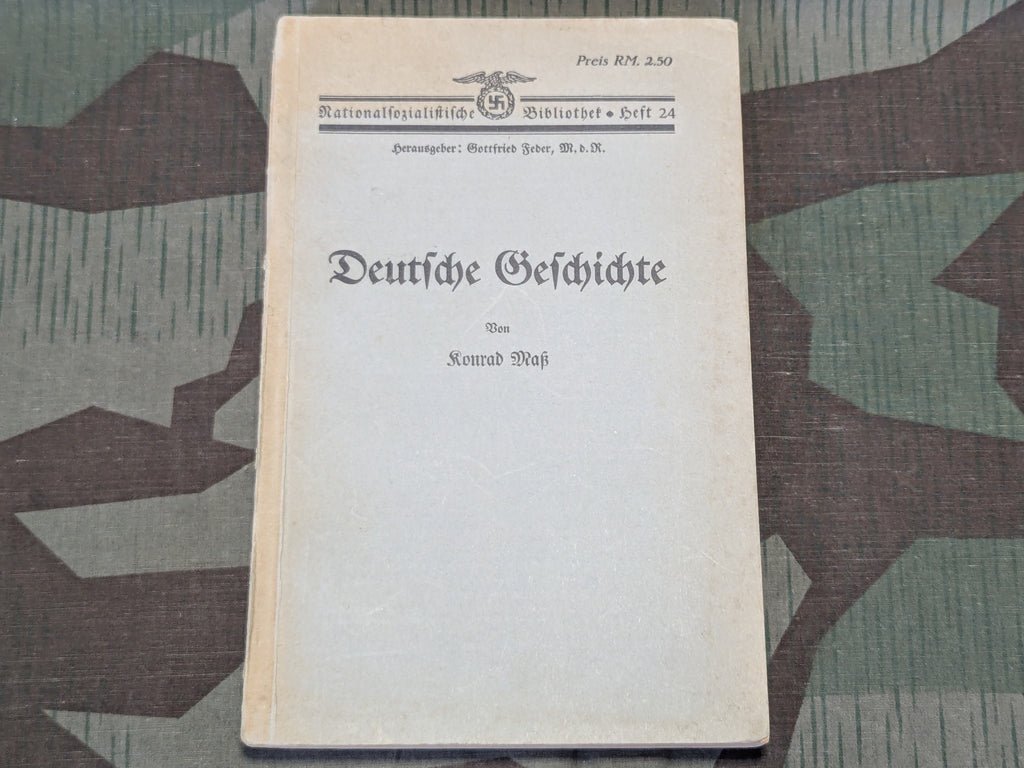 Preis RM. 2.50
Nationalsozialistische Bibliothek • Heft 24
Herausgeber: Gottfried Feder, M. d. R.
Deutsche Geschichte
Von
Konrad Maß